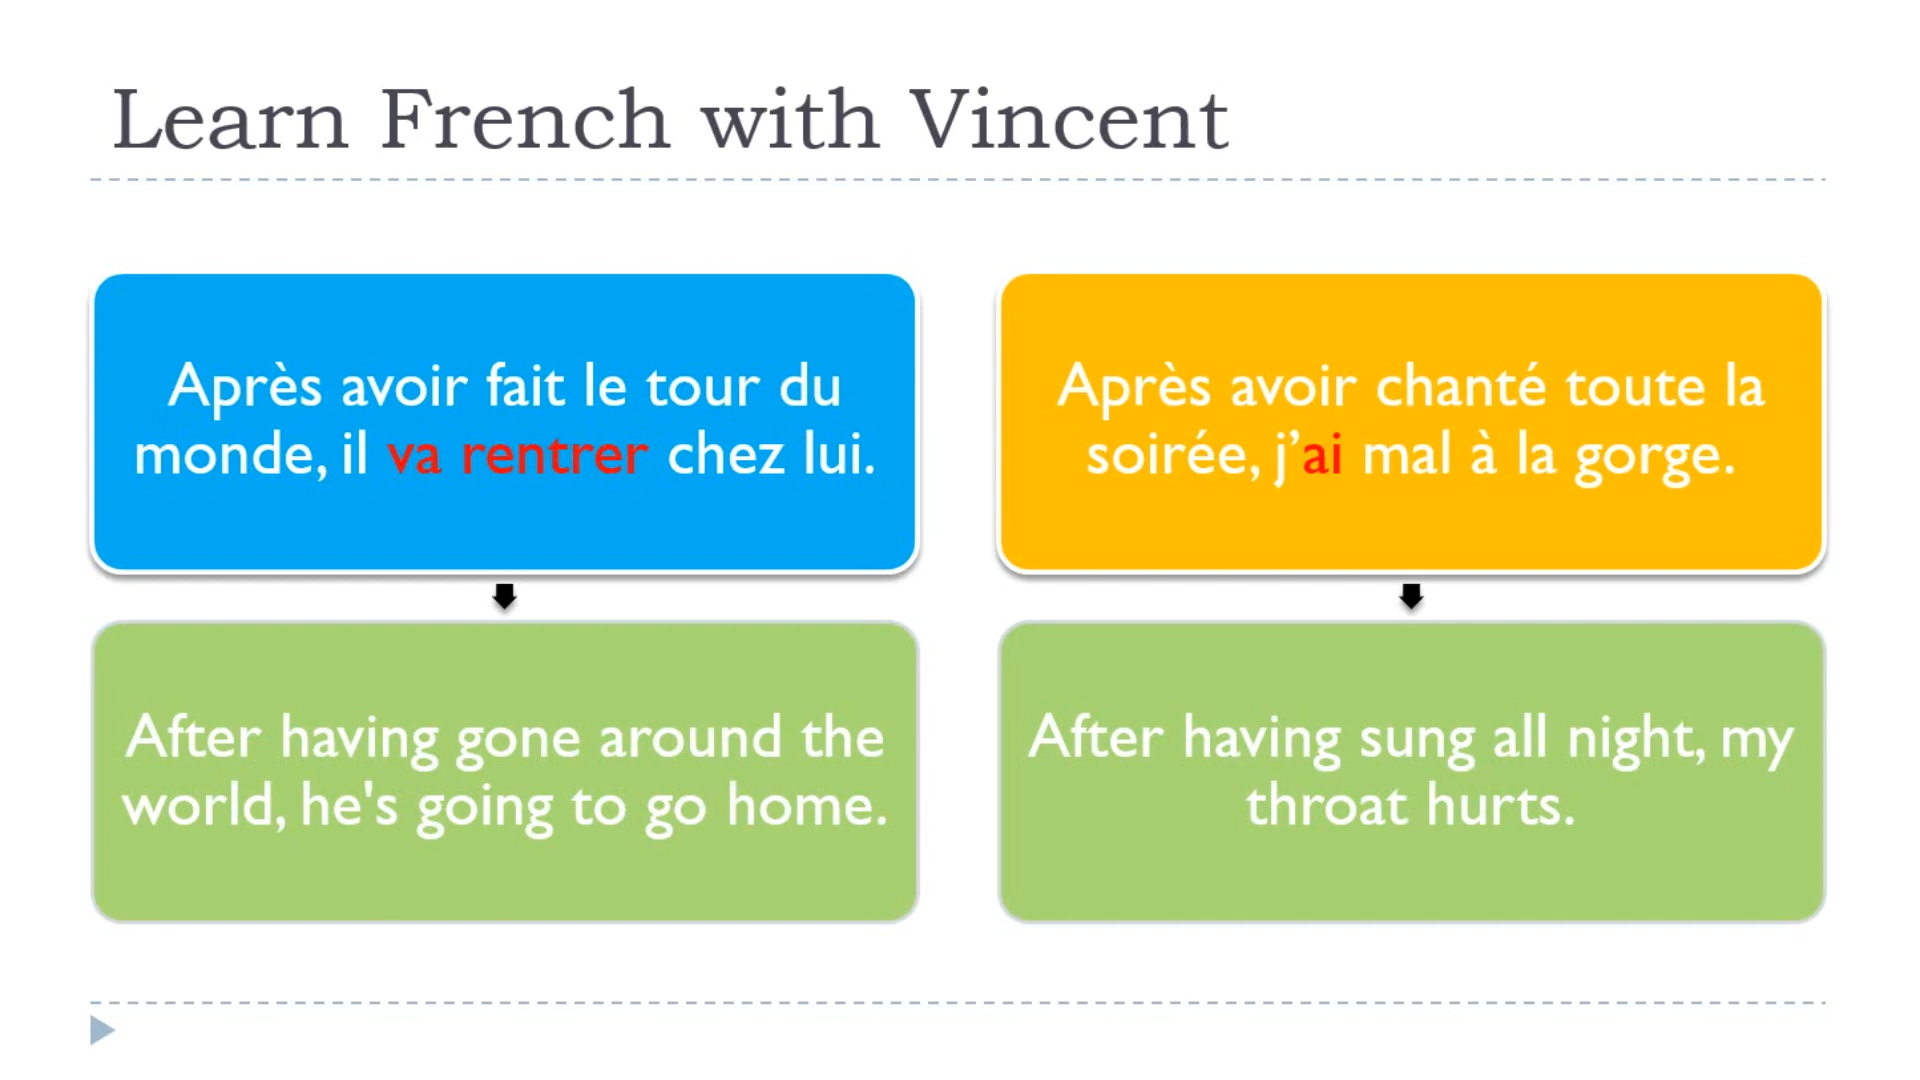 Learn French with Vincent
Après avoir fait le tour du
monde, il va rentrer chez lui.
Après avoir chanté toute la
soirée, j’ai mal à la gorge.
After having gone around the
world, he's going to go home.
After having sung all night, my
throat hurts.